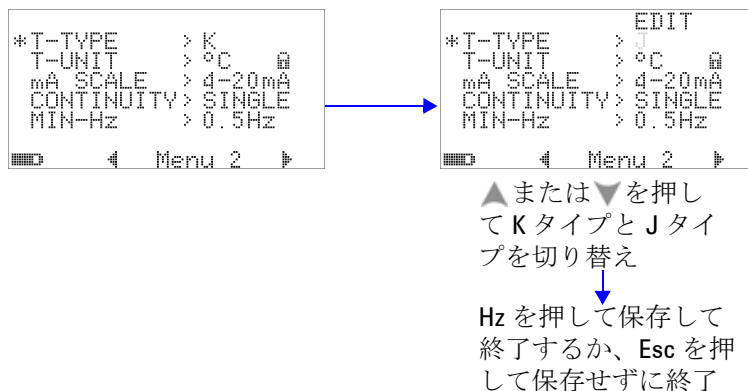 *T-TYPE > K
T-UNIT > °C
mA SCALE > 4-20mA
CONTINUITY> SINGLE
MIN-Hz > 0.5Hz
Menu 2
EDIT
*T-TYPE > J
T-UNIT > °C
mA SCALE > 4-20mA
CONTINUITY> SINGLE
MIN-Hz > 0.5Hz
Menu 2
▲または▼を押し
て K タイプと J タイ
プを切り替え
Hz を押して保存して
終了するか、Esc を押
して保存せずに終了